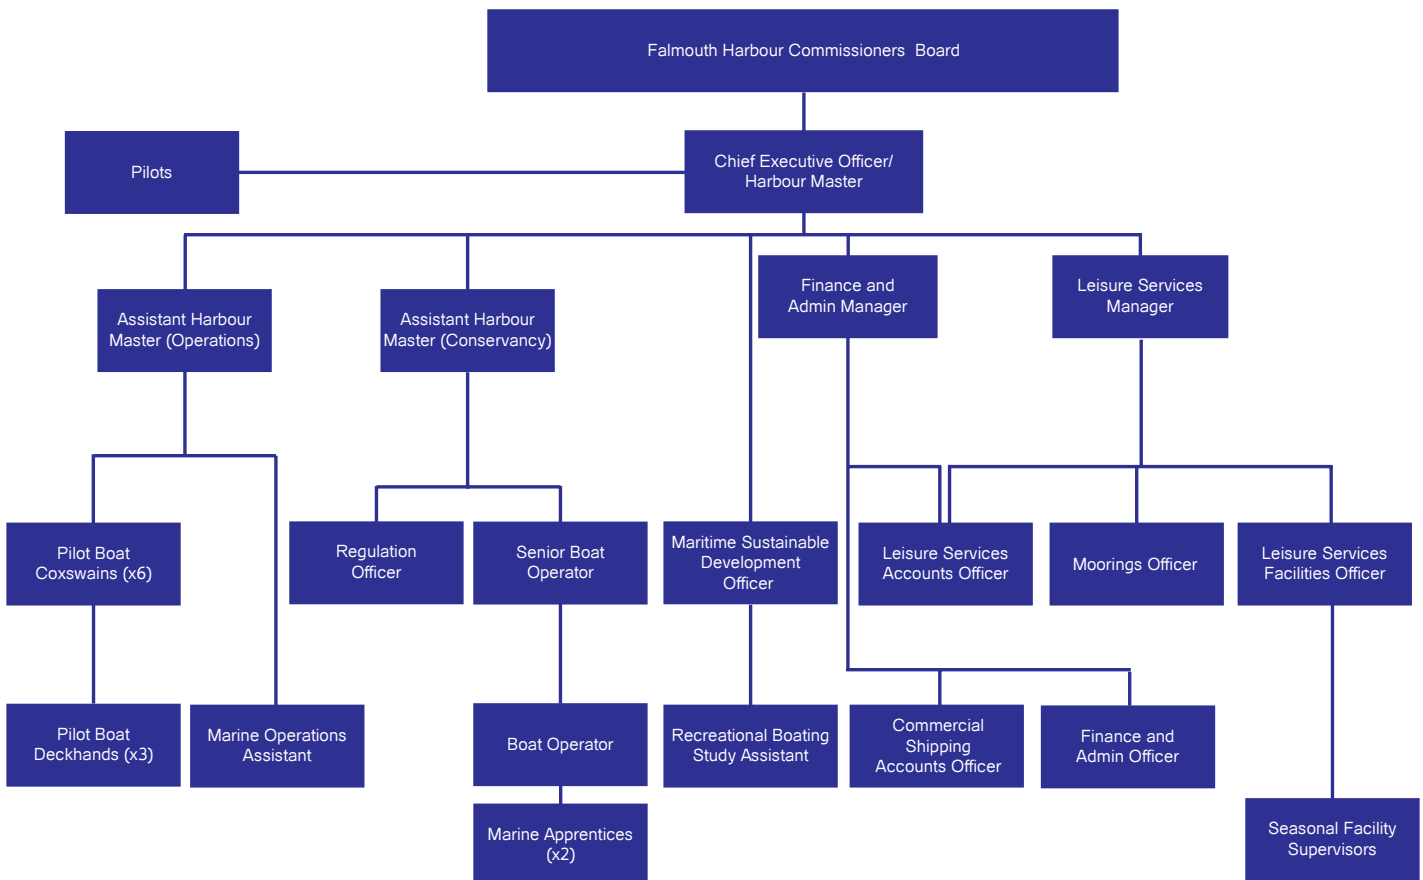 Falmouth Harbour Commissioners Board
Pilots
Chief Executive Officer/
Harbour Master
Assistant Harbour
Master (Operations)
Assistant Harbour
Master (Conservancy)
Finance and
Admin Manager
Leisure Services
Manager
Pilot Boat
Coxswains (x6)
Regulation
Officer
Senior Boat
Operator
Maritime Sustainable
Development
Officer
Leisure Services
Accounts Officer
Moorings Officer
Leisure Services
Facilities Officer
Pilot Boat
Deckhands (x3)
Marine Operations
Assistant
Boat Operator
Recreational Boating
Study Assistant
Commercial
Shipping
Accounts Officer
Finance and
Admin Officer
Marine Apprentices
(x2)
Seasonal Facility
Supervisors